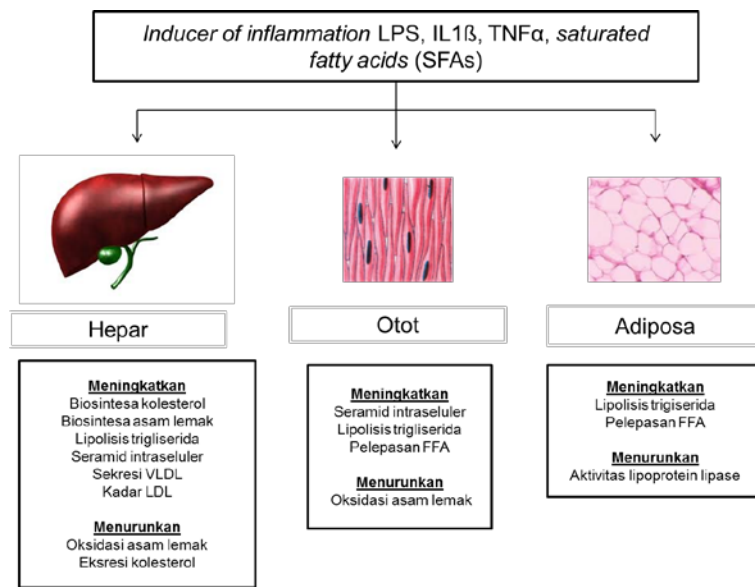 Inducer of inflammation LPS, IL1ß, TNFα, saturated
fatty acids (SFAs)
Hepar
Meningkatkan
Biosintesa kolesterol
Biosintesa asam lemak
Lipolisis trigliserida
Seramid intraseluler
Sekresi VLDL
Kadar LDL
Menurunkan
Oksidasi asam lemak
Eksresi kolesterol
Otot
Meningkatkan
Seramid intraseluler
Lipolisis trigliserida
Pelepasan FFA
Menurunkan
Oksidasi asam lemak
Adiposa
Meningkatkan
Lipolisis trigiserida
Pelepasan FFA
Menurunkan
Aktivitas lipoprotein lipase